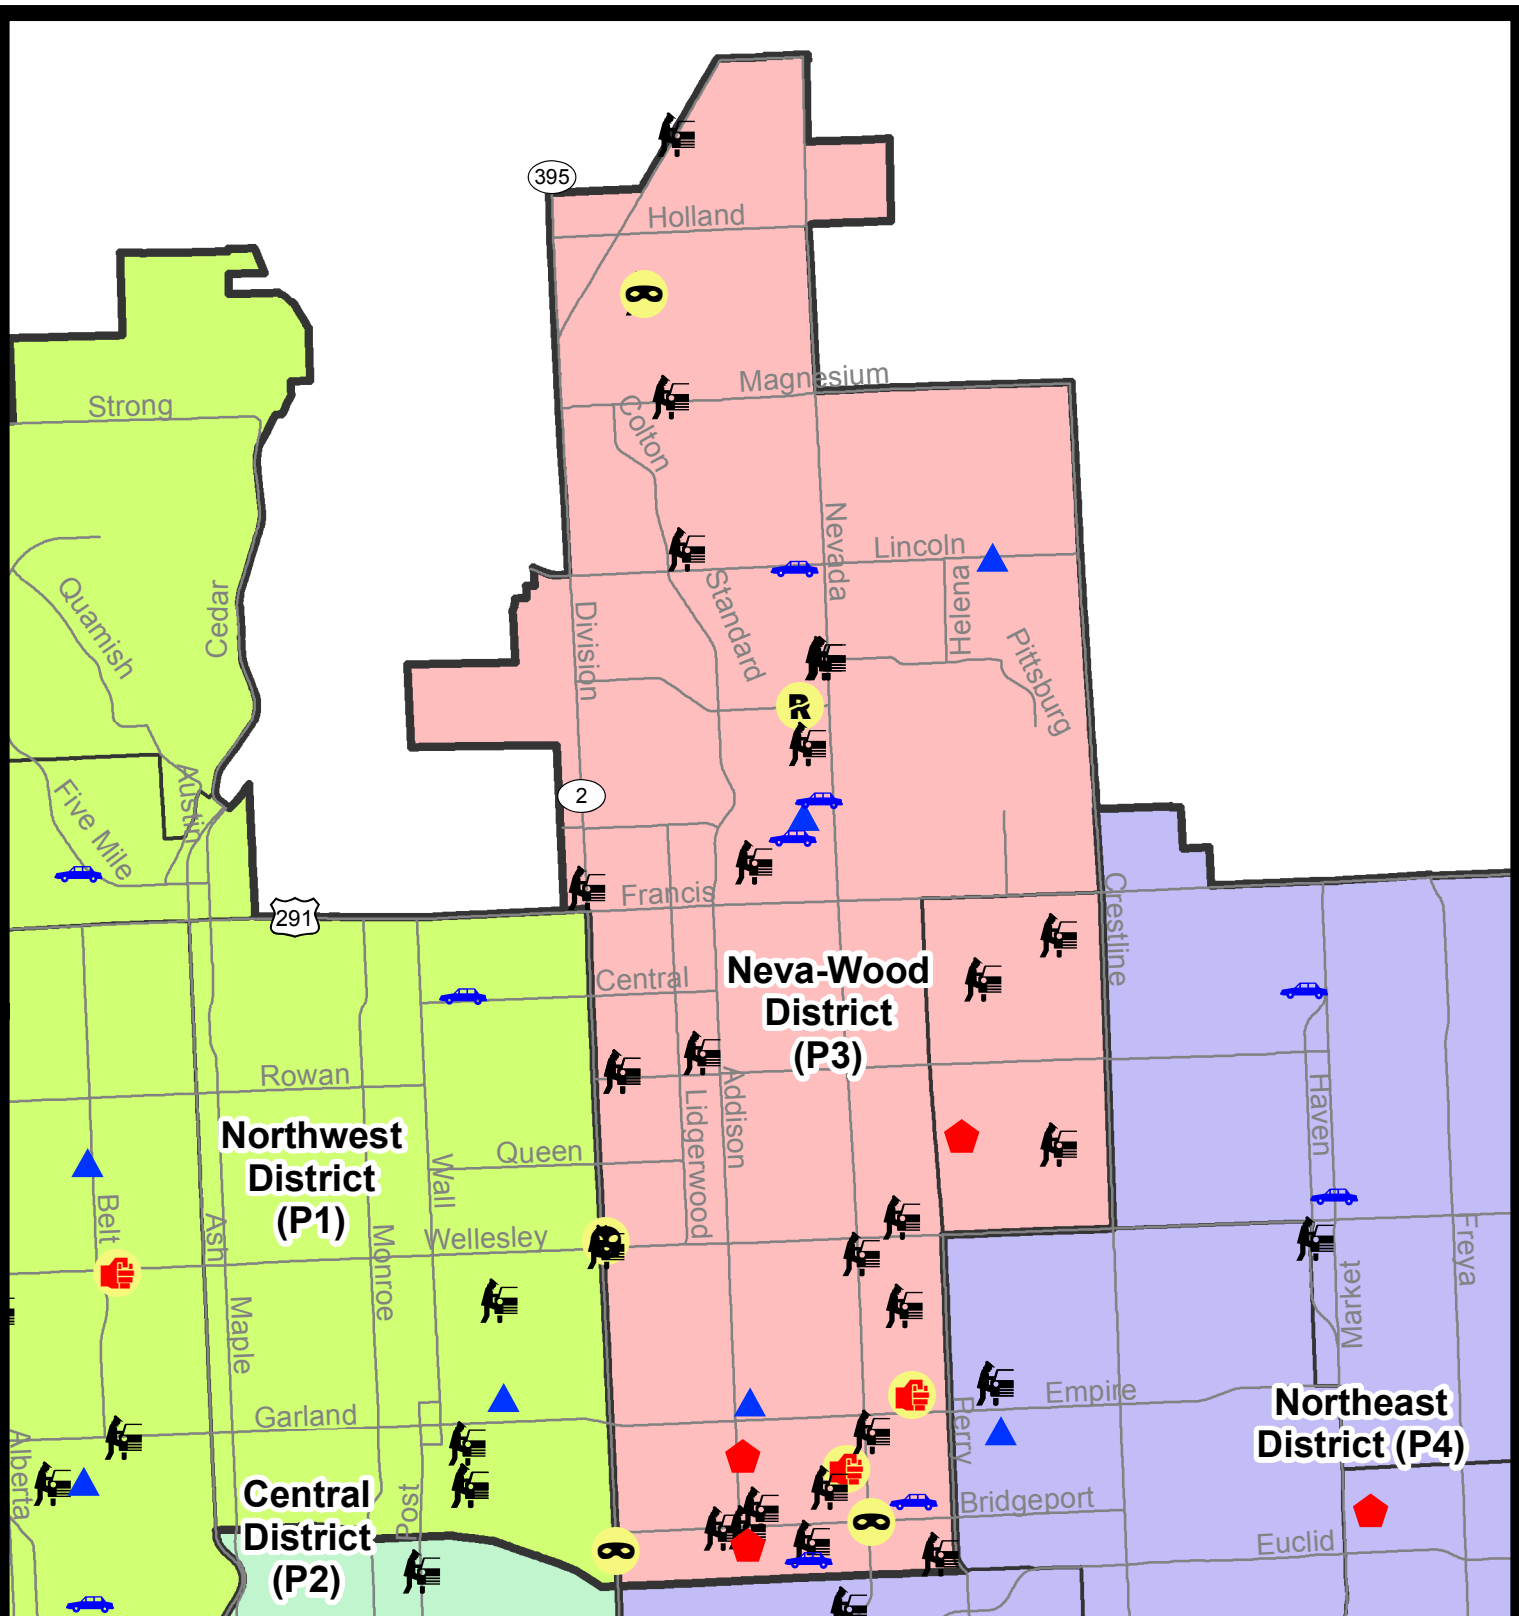 395
Holland
Magnesium
Strong
Colton
Nevada
Lincoln
Helena
Standard
Quamish
Cedar
Division
Pittsburg
2
Five Mile
Austin
Francis
Crestline
291
Neva-Wood
District
(P3)
Central
Rowan
Addison
Lidgerwood
Haven
Northwest
District
(P1)
Queen
Wall
Belt
Ash
Monroe
Wellesley
Freya
Market
Maple
Empire
Perry
Garland
Northeast
District (P4)
Alberta
Central
District
(P2)
Post
Bridgeport
Euclid
R